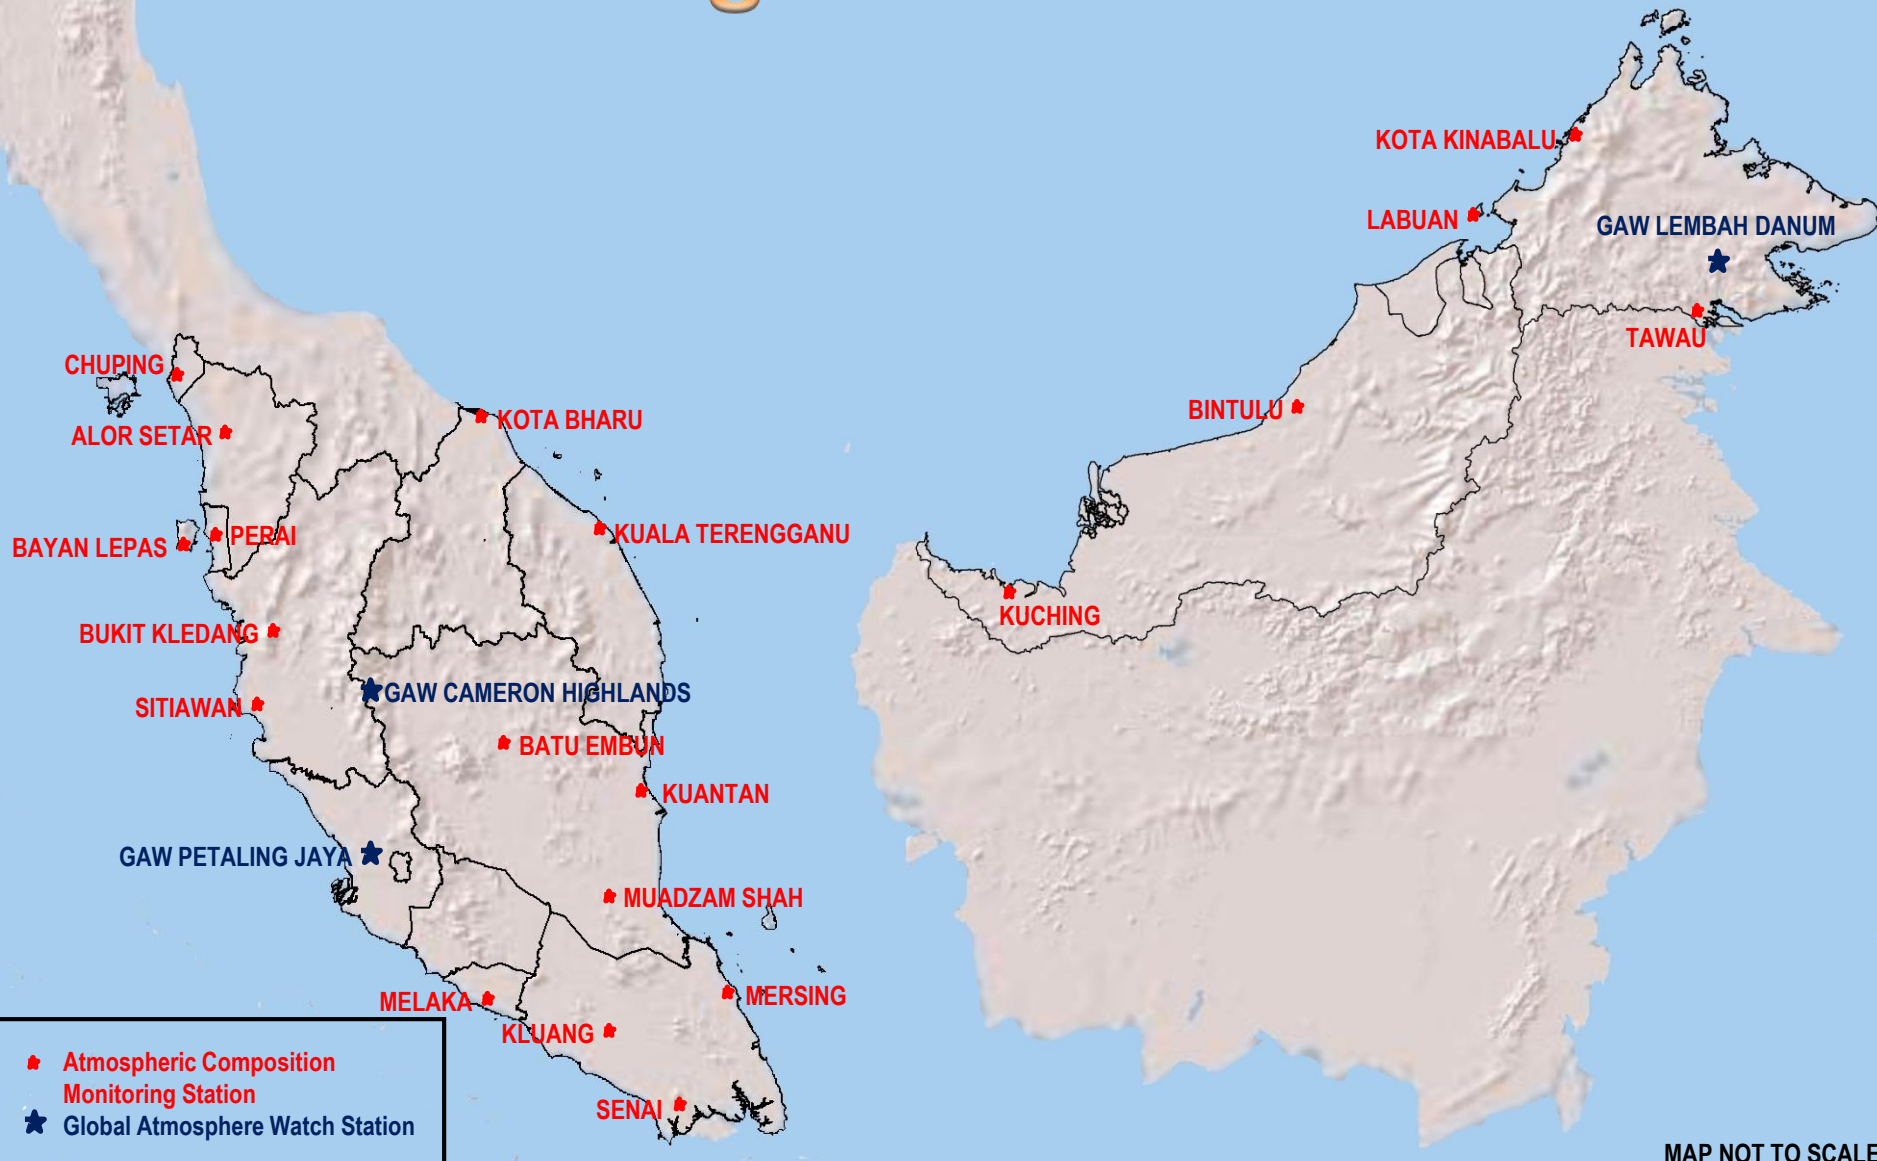 KOTA KINABALU
LABUAN
GAW LEMBAH DANUM
TAWAU
CHUPING
KOTA BHARU
BINTULU
ALOR SETAR
KUALA TERENGGANU
PERAI
BAYAN LEPAS
KUCHING
BUKIT KLEDANG
GAW CAMERON HIGHLANDS
SITIAWAN
BATU EMBUN
KUANTAN
GAW PETALING JAYA
MUADZAM SHAH
MERSING
MELAKA
KLUANG
SENAI
Atmospheric Composition
Monitoring Station
Global Atmosphere Watch Station
MAP NOT TO SCALE